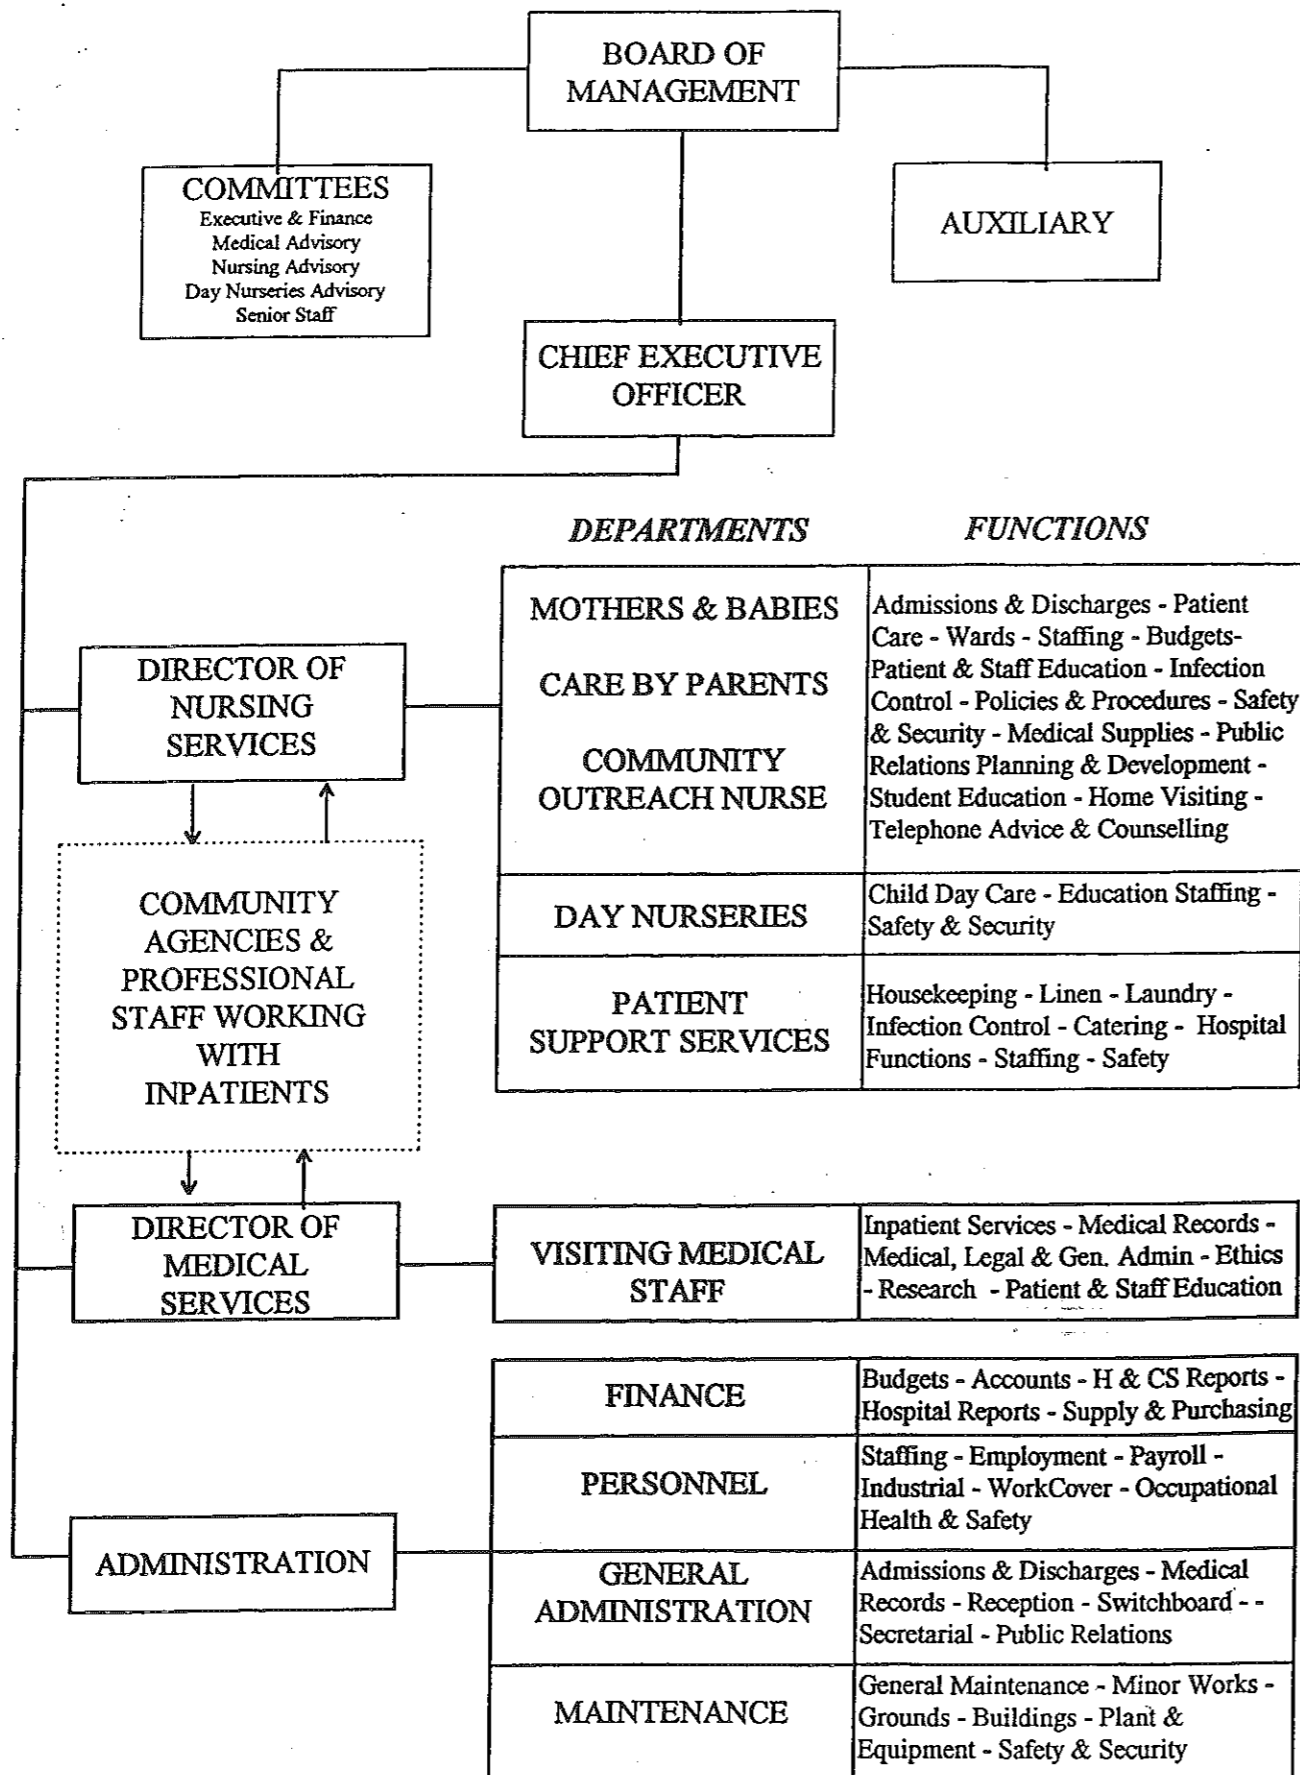 BOARD OF
MANAGEMENT
COMMITTEES
Executive & Finance
Medical Advisory
Nursing Advisory
Day Nurseries Advisory
Senior Staff
AUXILIARY
CHIEF EXECUTIVE
OFFICER
DEPARTMENTS
FUNCTIONS
DIRECTOR OF
NURSING
SERVICES
MOTHERS & BABIES
CARE BY PARENTS
COMMUNITY
OUTREACH NURSE
Admissions & Discharges - Patient
Care - Wards - Staffing - Budgets-
Patient & Staff Education - Infection
Control - Policies & Procedures - Safety
& Security - Medical Supplies - Public
Relations Planning & Development -
Student Education - Home Visiting -
Telephone Advice & Counselling
DAY NURSERIES
Child Day Care - Education Staffing -
Safety & Security
PATIENT
SUPPORT SERVICES
Housekeeping - Linen - Laundry -
Infection Control - Catering - Hospital
Functions - Staffing - Safety
COMMUNITY
AGENCIES &
PROFESSIONAL
STAFF WORKING
WITH
INPATIENTS
DIRECTOR OF
MEDICAL
SERVICES
VISITING MEDICAL
STAFF
Inpatient Services - Medical Records -
Medical, Legal & Gen. Admin - Ethics
- Research - Patient & Staff Education
ADMINISTRATION
FINANCE
Budgets - Accounts - H & CS Reports -
Hospital Reports - Supply & Purchasing
PERSONNEL
Staffing - Employment - Payroll -
Industrial - WorkCover - Occupational
Health & Safety
GENERAL
ADMINISTRATION
Admissions & Discharges - Medical
Records - Reception - Switchboard - -
Secretarial - Public Relations
MAINTENANCE
General Maintenance - Minor Works -
Grounds - Buildings - Plant &
Equipment - Safety & Security